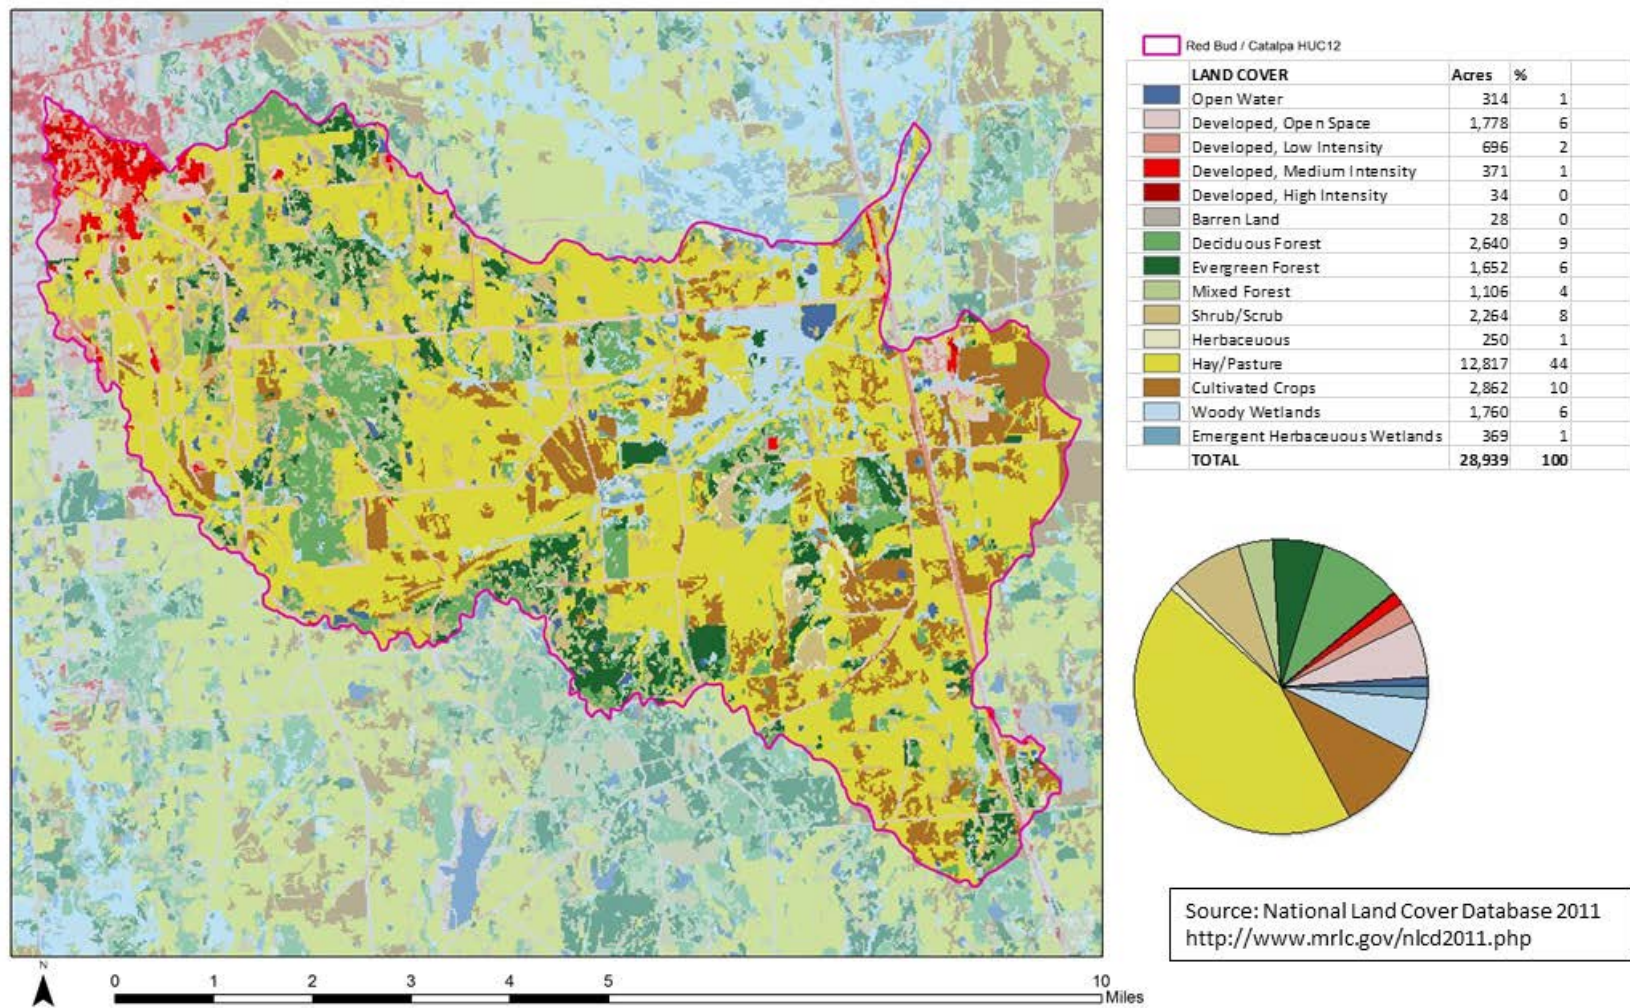 Red Bud / Catalpa HUC12
LAND COVER Acres %
Open Water 314 1
Developed, Open Space 1,778 6
Developed, Low Intensity 696 2
Developed, Medium Intensity 371 1
Developed, High Intensity 34 0
Barren Land 28 0
Deciduous Forest 2,640 9
Evergreen Forest 1,652 6
Mixed Forest 1,106 4
Shrub/Scrub 2,264 8
Herbaceuous 250 1
Hay/Pasture 12,817 44
Cultivated Crops 2,862 10
Woody Wetlands 1,760 6
Emergent Herbaceuous Wetlands 369 1
TOTAL 28,939 100
Source: National Land Cover Database 2011
http://www.mrlc.gov/nlcd2011.php
N
0 1 2 3 4 5 10
Miles